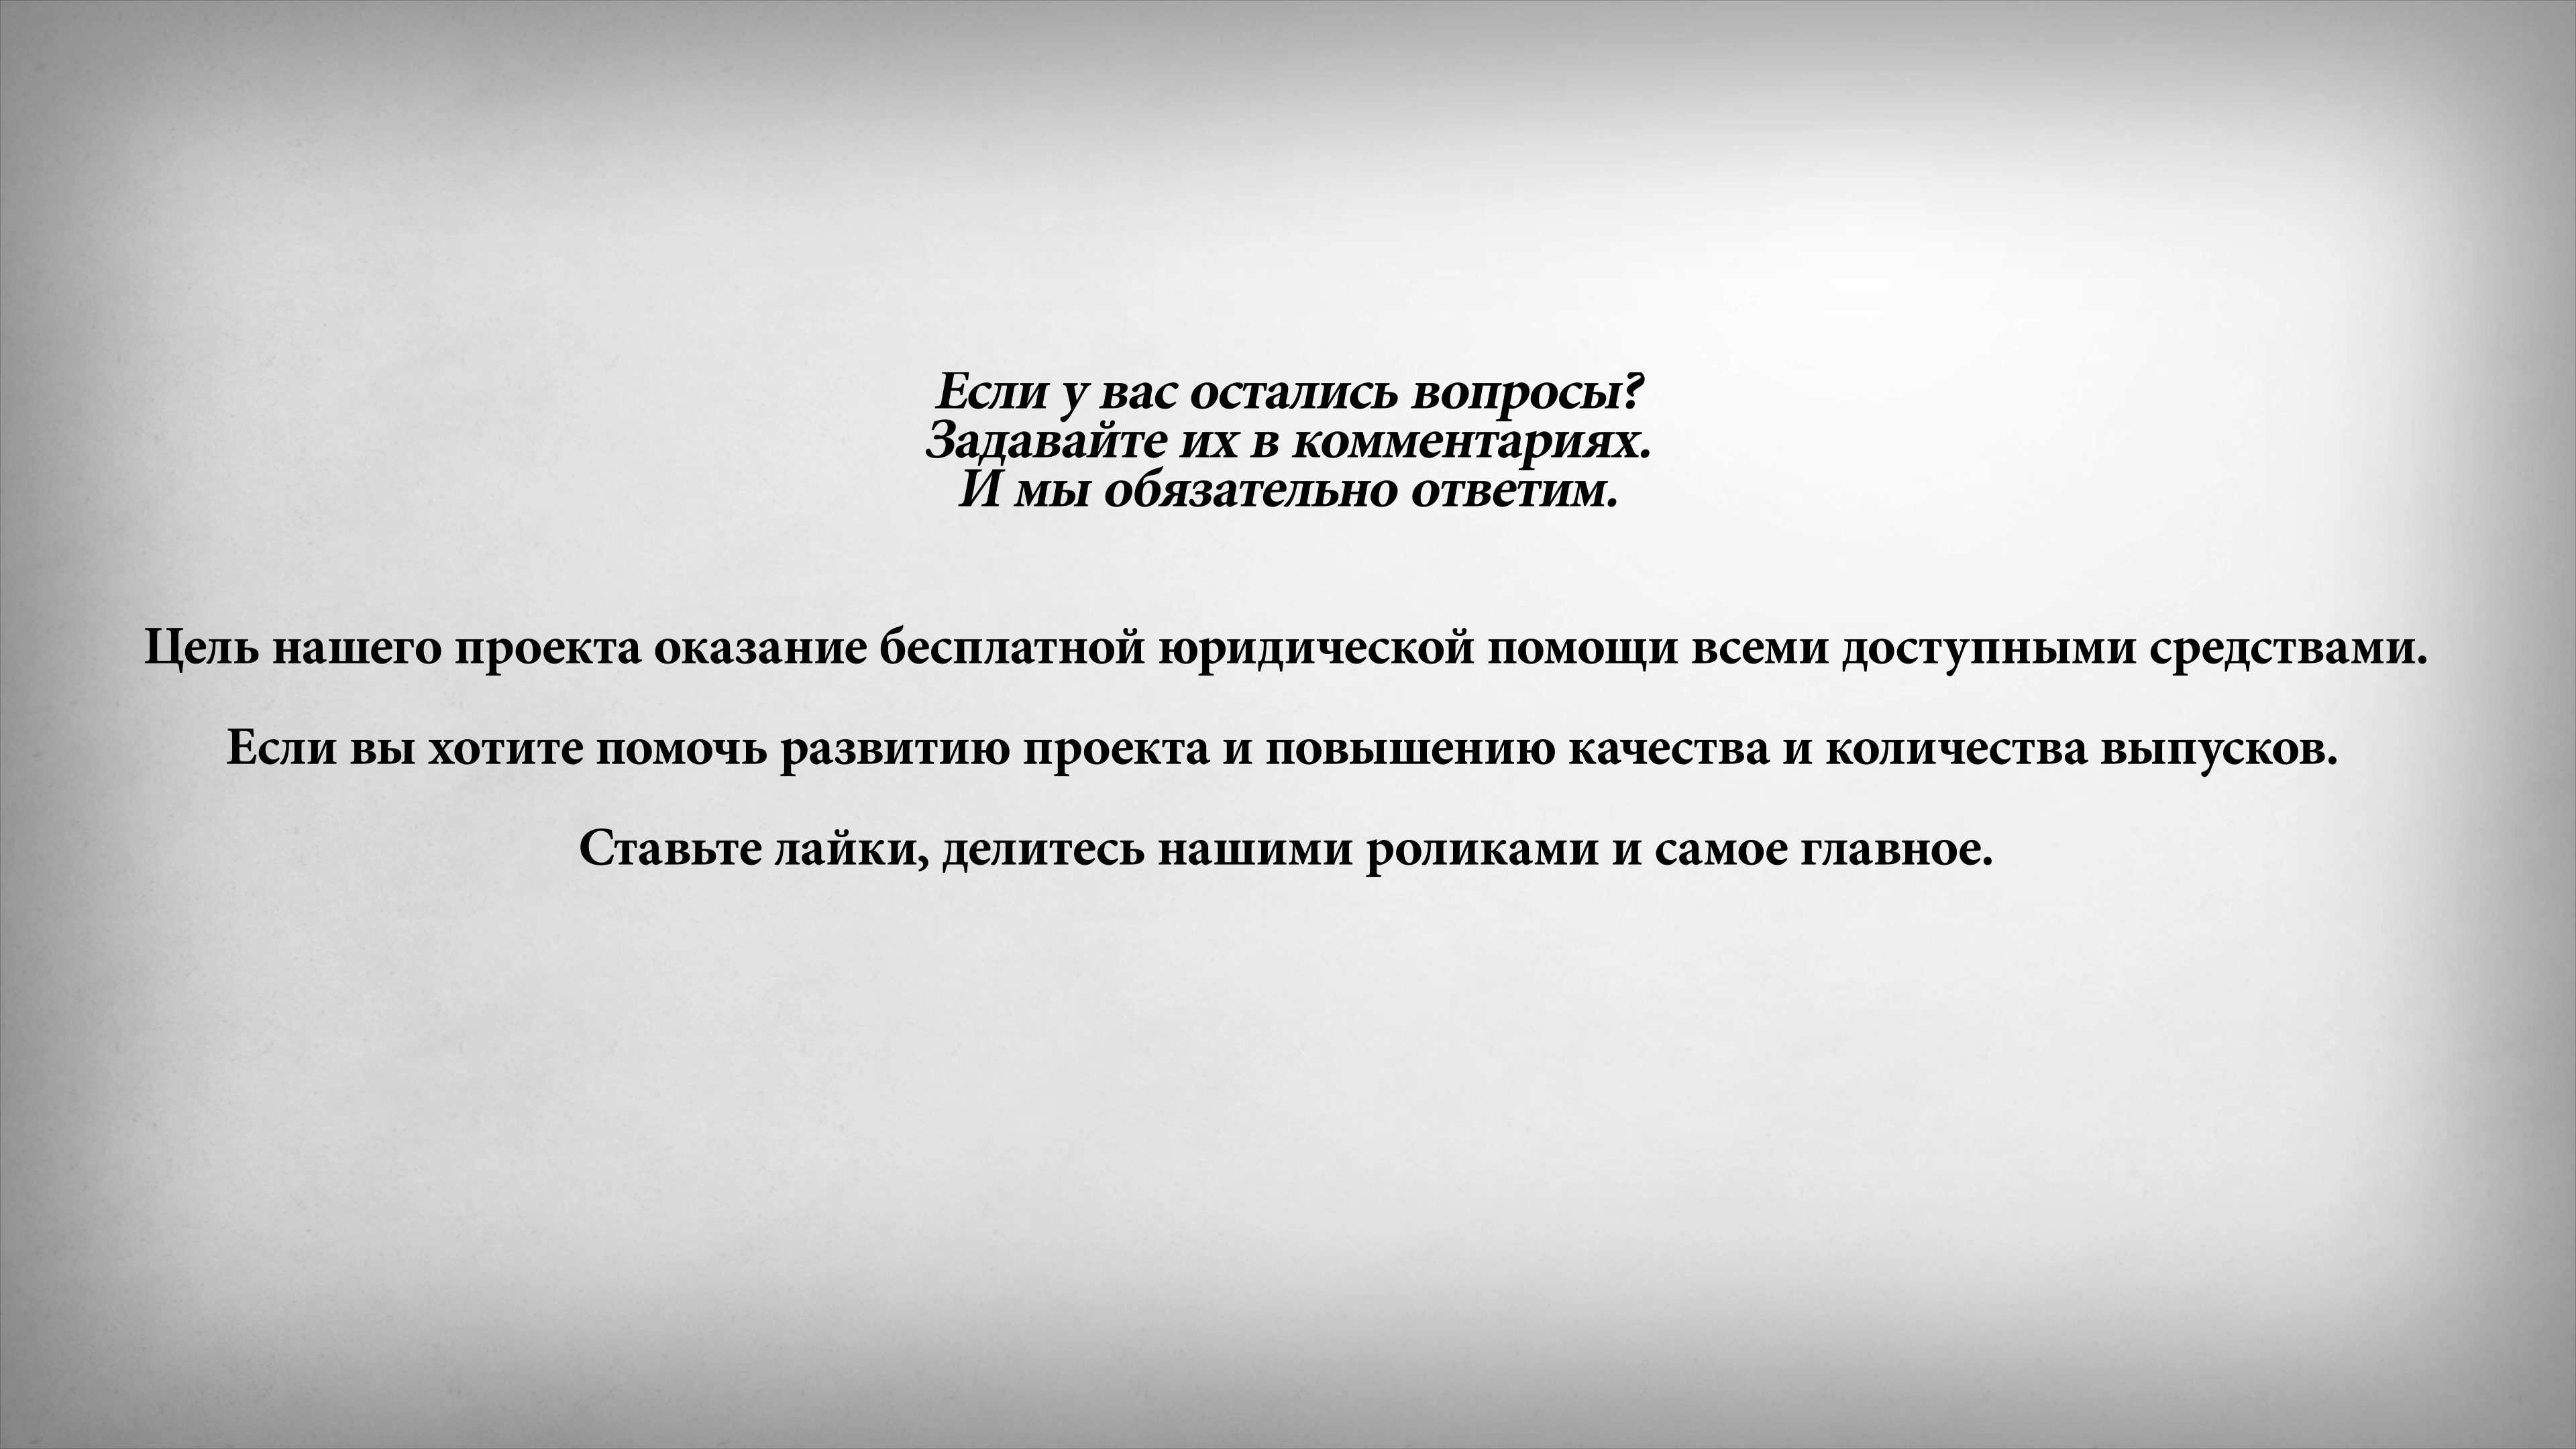 Если у вас остались вопросы?
Задавайте их в комментариях.
И мы обязательно ответим.
Цель нашего проекта оказание бесплатной юридической помощи всеми доступными средствами.
Если вы хотите помочь развитию проекта и повышению качества и количества выпусков.
Ставьте лайки, делитесь нашими роликами и самое главное.